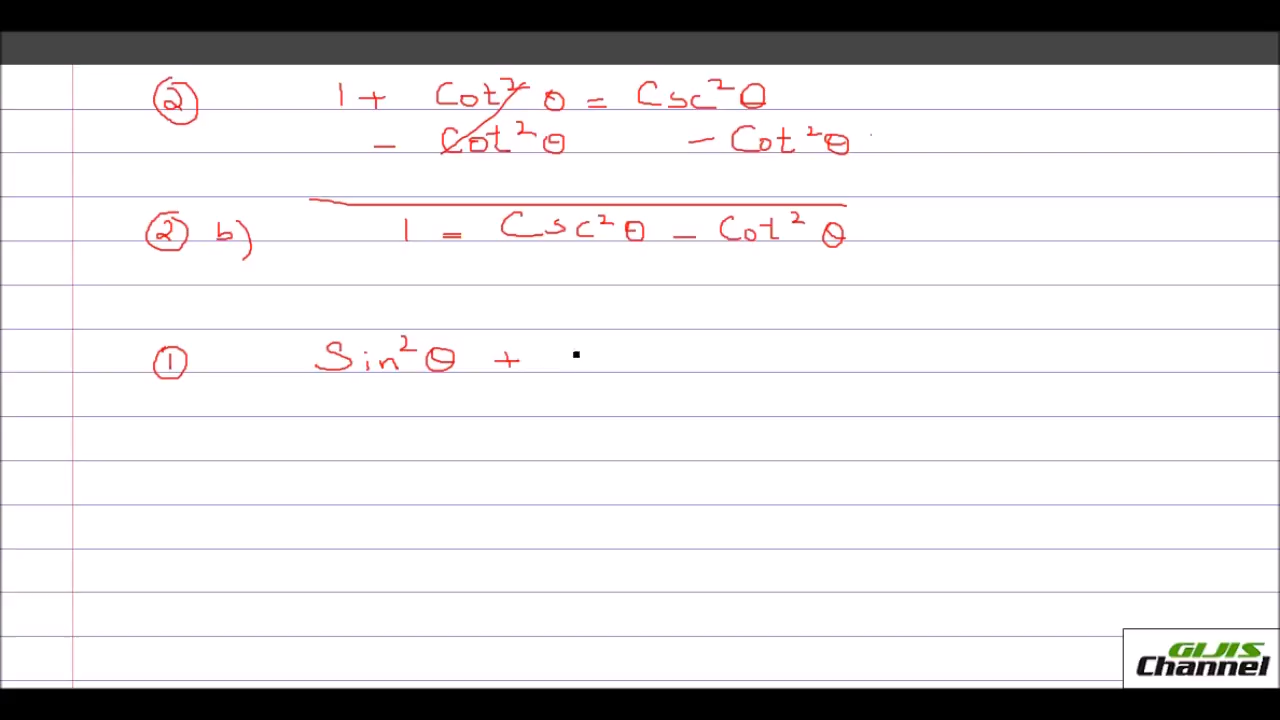 ② 1 + Cot²θ = Csc²θ
- Cot²θ - Cot²θ
② b) 1 = Csc²θ - Cot²θ
① Sin²θ +
GIJIS
Channel